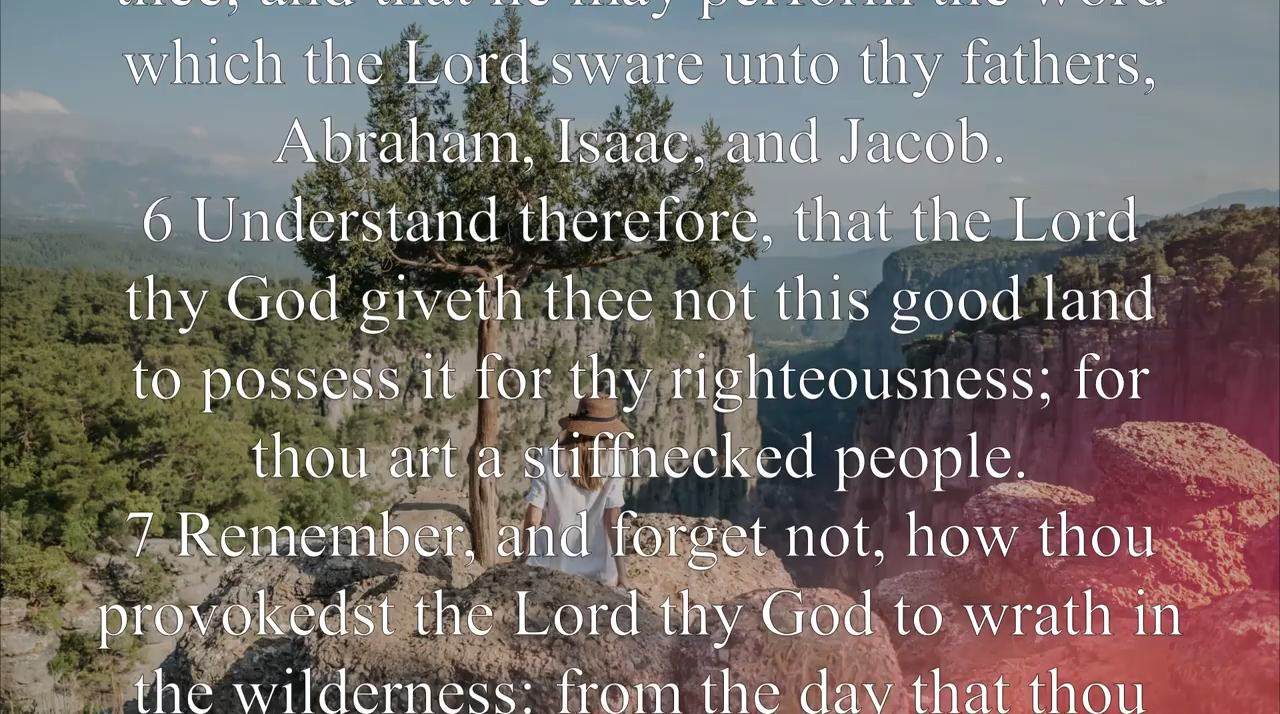 thee, and that he may perform the word
which the Lord sware unto thy fathers,
Abraham, Isaac, and Jacob.
6 Understand therefore, that the Lord
thy God giveth thee not this good land
to possess it for thy righteousness; for
thou art a stiffnecked people.
7 Remember, and forget not, how thou
provokedst the Lord thy God to wrath in
the wilderness: from the day that thou